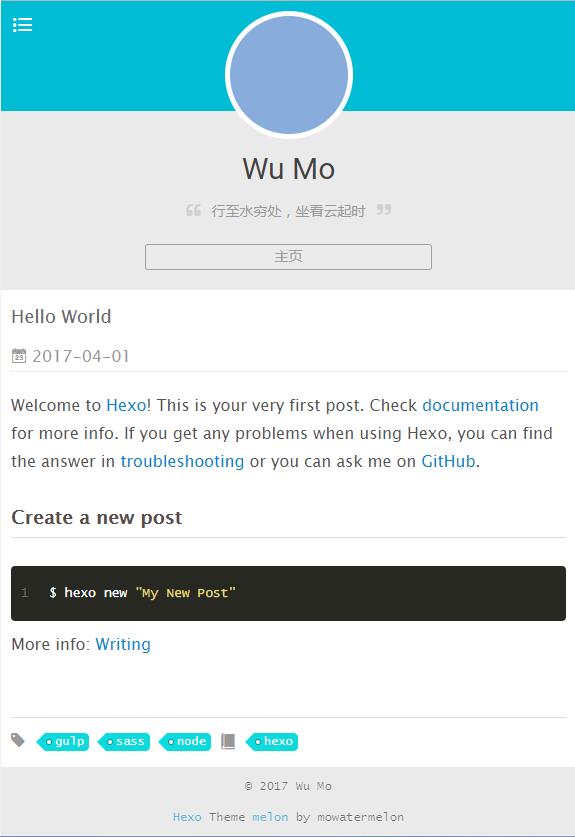 Wu Mo
行至水穷处，坐看云起时
主页
Hello World
23 2017-04-01
Welcome to Hexo! This is your very first post. Check documentation
for more info. If you get any problems when using Hexo, you can find
the answer in troubleshooting or you can ask me on GitHub.
Create a new post
1 $ hexo new "My New Post"
More info: Writing
gulp sass node hexo
© 2017 Wu Mo
Hexo Theme melon by mowatermelon